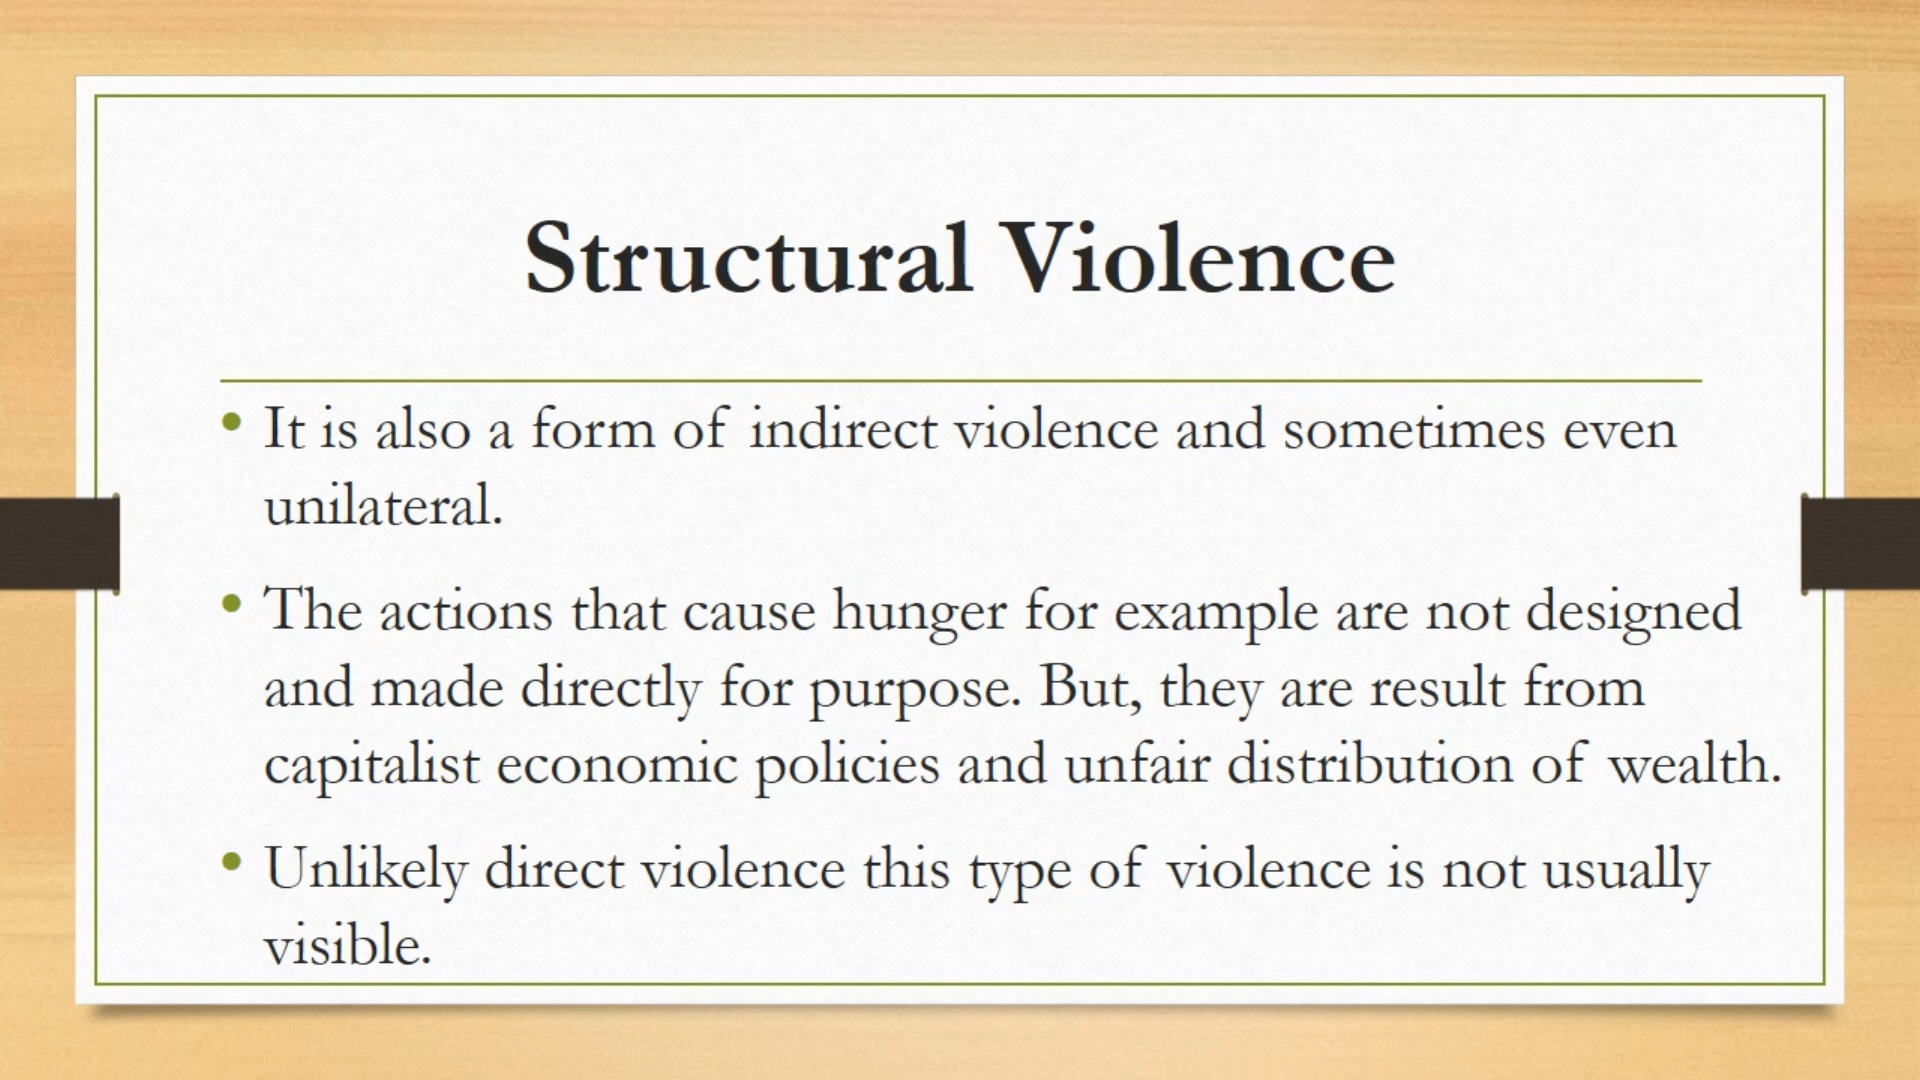 Structural Violence
• It is also a form of indirect violence and sometimes even
unilateral.
• The actions that cause hunger for example are not designed
and made directly for purpose. But, they are result from
capitalist economic policies and unfair distribution of wealth.
• Unlikely direct violence this type of violence is not usually
visible.